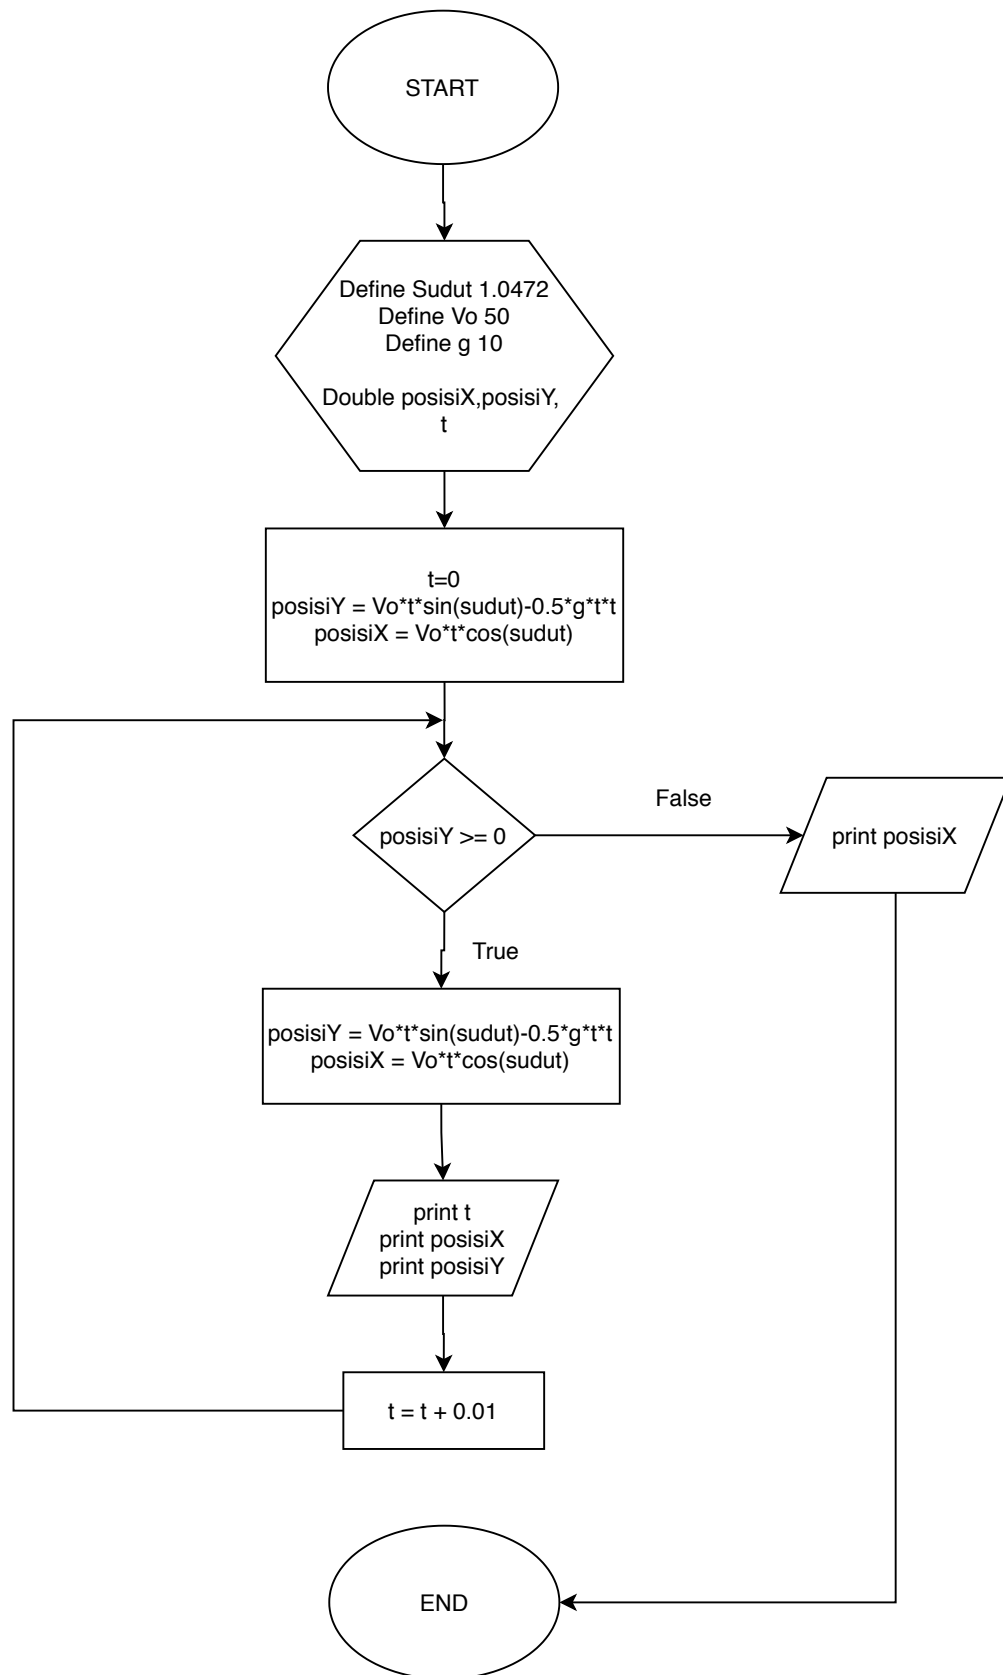 START
Define Sudut 1.0472
Define Vo 50
Define g 10
Double posisiX,posisiY,
t
t=0
posisiY = Vo*t*sin(sudut)-0.5*g*t*t
posisiX = Vo*t*cos(sudut)
posisiY >= 0
False
print posisiX
True
posisiY = Vo*t*sin(sudut)-0.5*g*t*t
posisiX = Vo*t*cos(sudut)
print t
print posisiX
print posisiY
t = t + 0.01
END